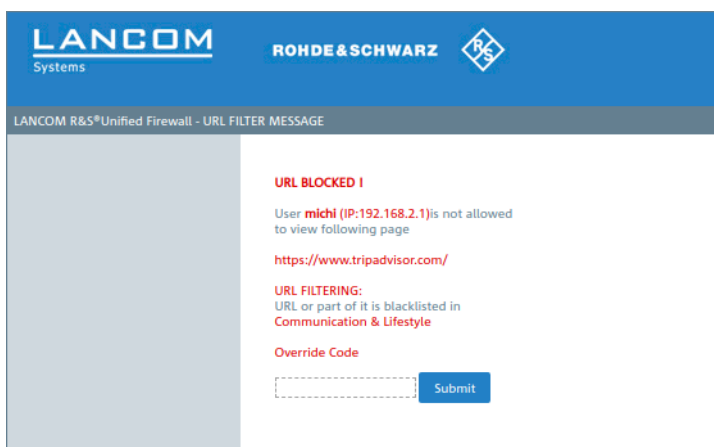 LANCOM
Systems
ROHDE&SCHWARZ
R&S
LANCOM R&S®Unified Firewall - URL FILTER MESSAGE
URL BLOCKED !
User michi (IP:192.168.2.1)is not allowed
to view following page
https://www.tripadvisor.com/
URL FILTERING:
URL or part of it is blacklisted in
Communication & Lifestyle
Override Code
Submit